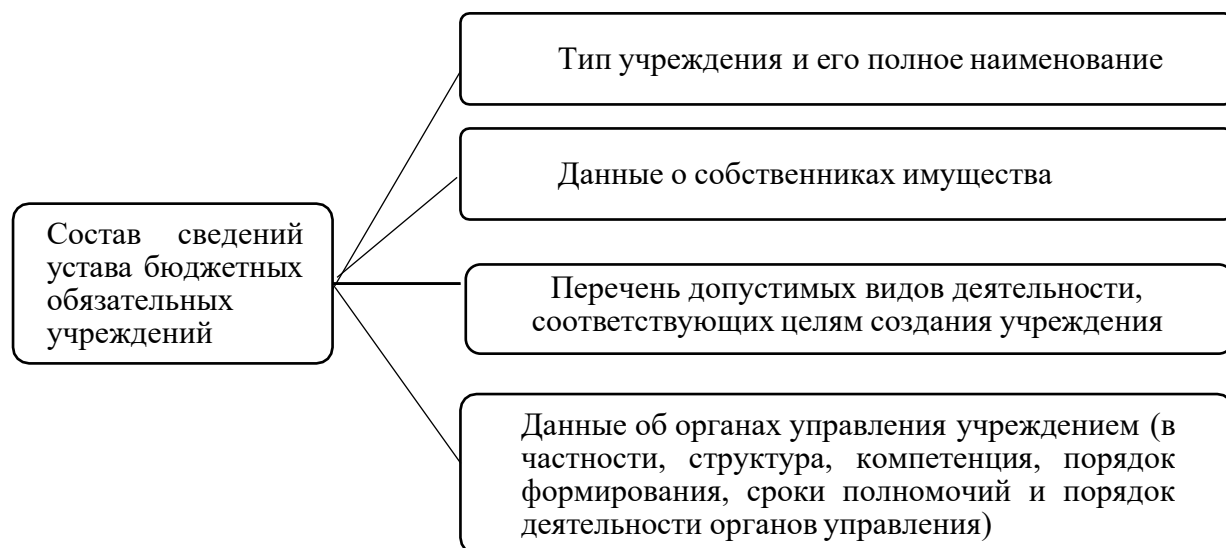 Тип учреждения и его полное наименование
Данные о собственниках имущества
Состав сведений
устава бюджетных
обязательных
учреждений
Перечень допустимых видов деятельности,
соответствующих целям создания учреждения
Данные об органах управления учреждением (в
частности, структура, компетенция, порядок
формирования, сроки полномочий и порядок
деятельности органов управления)